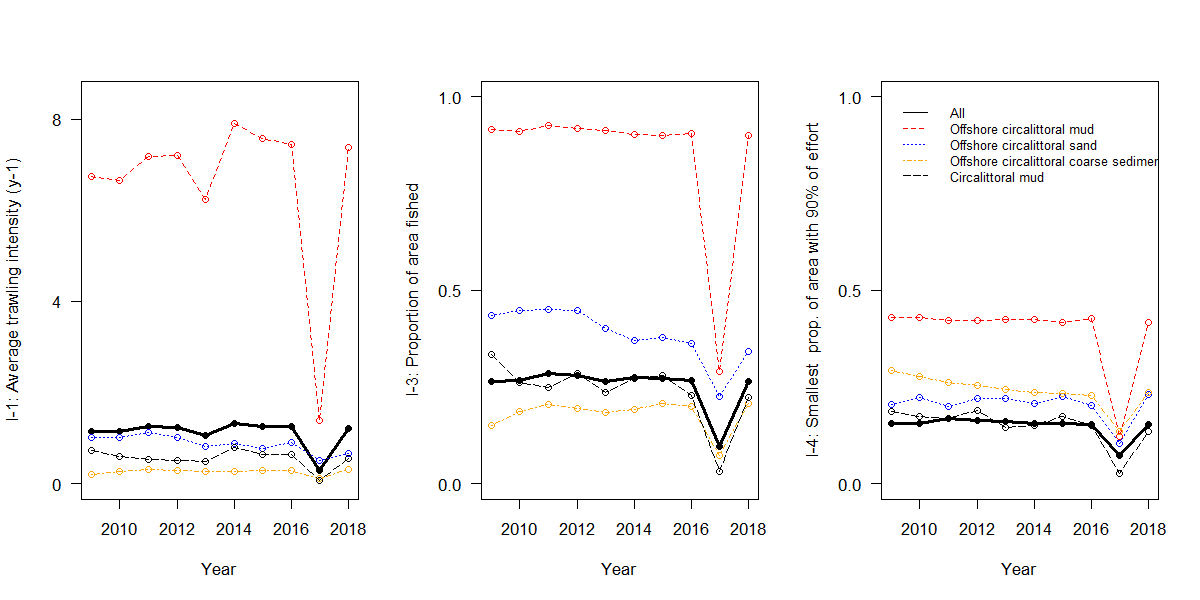 I-1: Average trawling intensity (y-1)
8
4
0
2010 2012 2014 2016 2018
Year
I-3: Proportion of area fished
1.0
0.5
0.0
2010 2012 2014 2016 2018
Year
I-4: Smallest prop. of area with 90% of effort
1.0
0.5
0.0
All
Offshore circalittoral mud
Offshore circalittoral sand
Offshore circalittoral coarse sedimer
Circalittoral mud
2010 2012 2014 2016 2018
Year